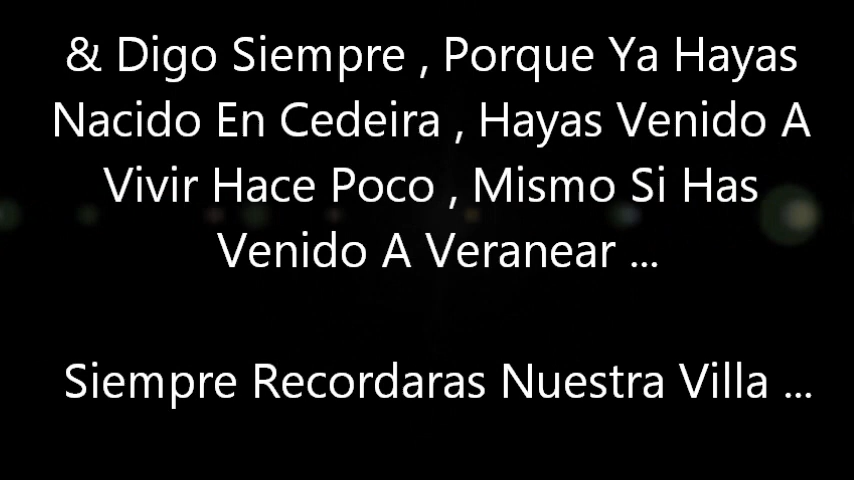 & Digo Siempre , Porque Ya Hayas
Nacido En Cedeira , Hayas Venido A
Vivir Hace Poco , Mismo Si Has
Venido A Veranear ...
Siempre Recordaras Nuestra Villa ...